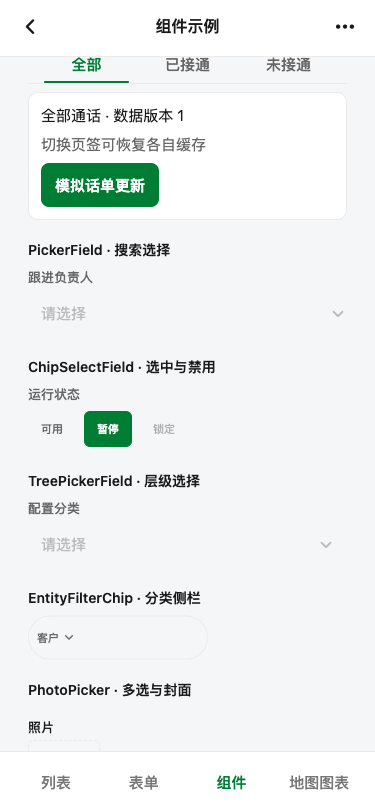 组件示例
全部 已接通 未接通
全部通话 · 数据版本 1
切换页签可恢复各自缓存
模拟话单更新
PickerField · 搜索选择
跟进负责人
请选择
ChipSelectField · 选中与禁用
运行状态
可用 暂停 锁定
TreePickerField · 层级选择
配置分类
请选择
EntityFilterChip · 分类侧栏
客户
PhotoPicker · 多选与封面
照片
列表 表单 组件 地图图表